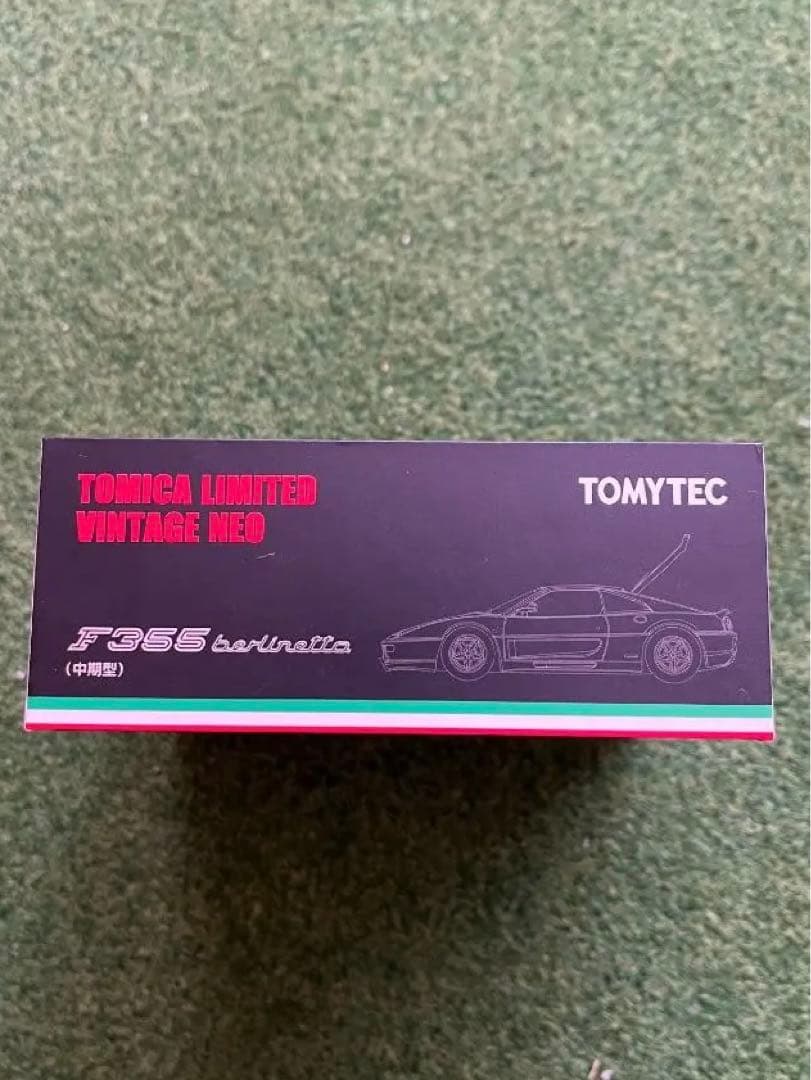 TOMICA LIMITED
VINTAGE NEO
TOMYTEC
F355 berlinetta
(中期型)